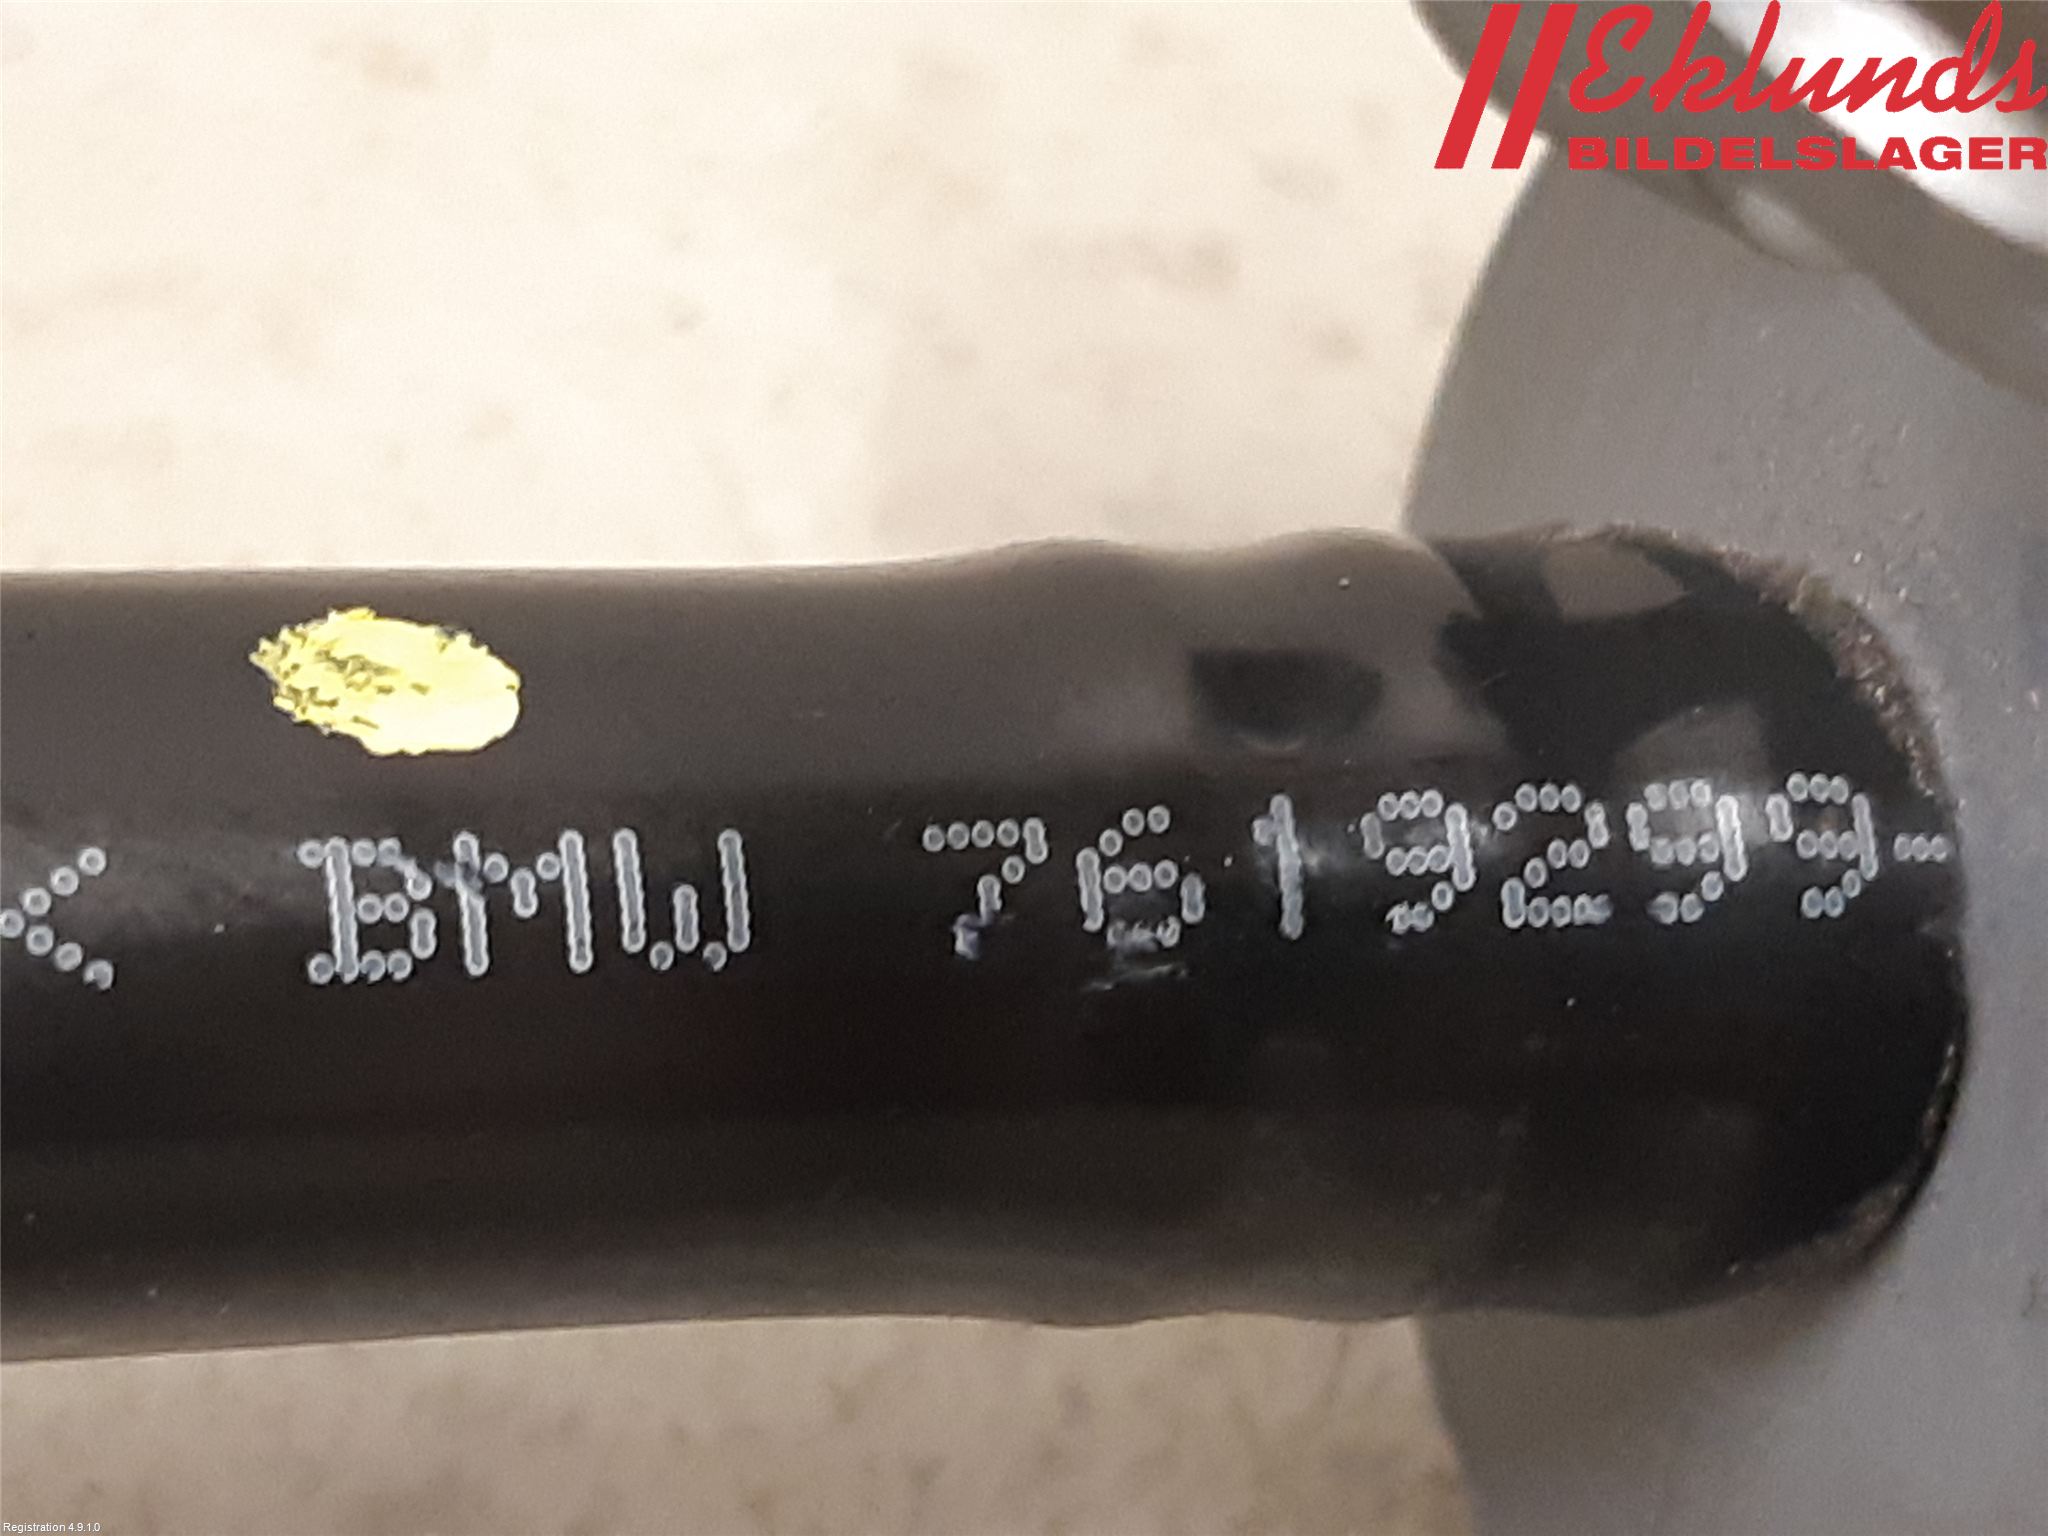 Eklunds
BILDELSLAGER
< BMW 7619299-
Registration 4.9.1.0